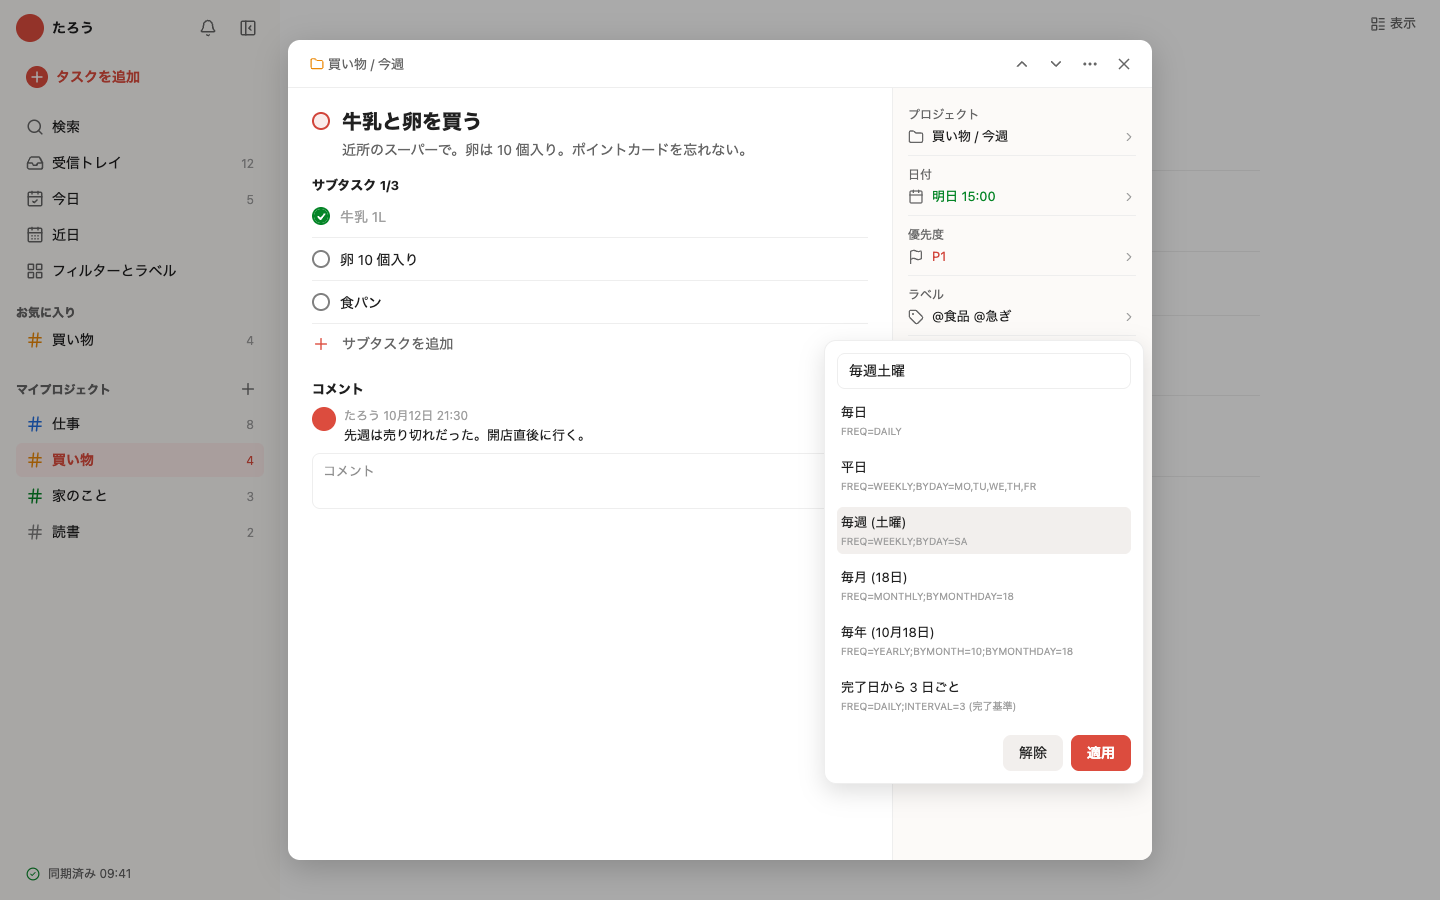 たろう
タスクを追加
検索
受信トレイ 12
今日 5
近日
フィルターとラベル
お気に入り
買い物 4
マイプロジェクト
仕事 8
買い物 4
家のこと 3
読書 2
同期済み 09:41
表示
買い物 / 今週
牛乳と卵を買う
近所のスーパーで。卵は 10 個入り。ポイントカードを忘れない。
サブタスク 1/3
牛乳 1L
卵 10 個入り
食パン
サブタスクを追加
コメント
たろう 10月12日 21:30
先週は売り切れだった。開店直後に行く。
コメント
プロジェクト
買い物 / 今週
日付
明日 15:00
優先度
P1
ラベル
@食品 @急ぎ
毎週土曜
毎日
FREQ=DAILY
平日
FREQ=WEEKLY;BYDAY=MO,TU,WE,TH,FR
毎週 (土曜)
FREQ=WEEKLY;BYDAY=SA
毎月 (18日)
FREQ=MONTHLY;BYMONTHDAY=18
毎年 (10月18日)
FREQ=YEARLY;BYMONTH=10;BYMONTHDAY=18
完了日から 3 日ごと
FREQ=DAILY;INTERVAL=3 (完了基準)
解除
適用